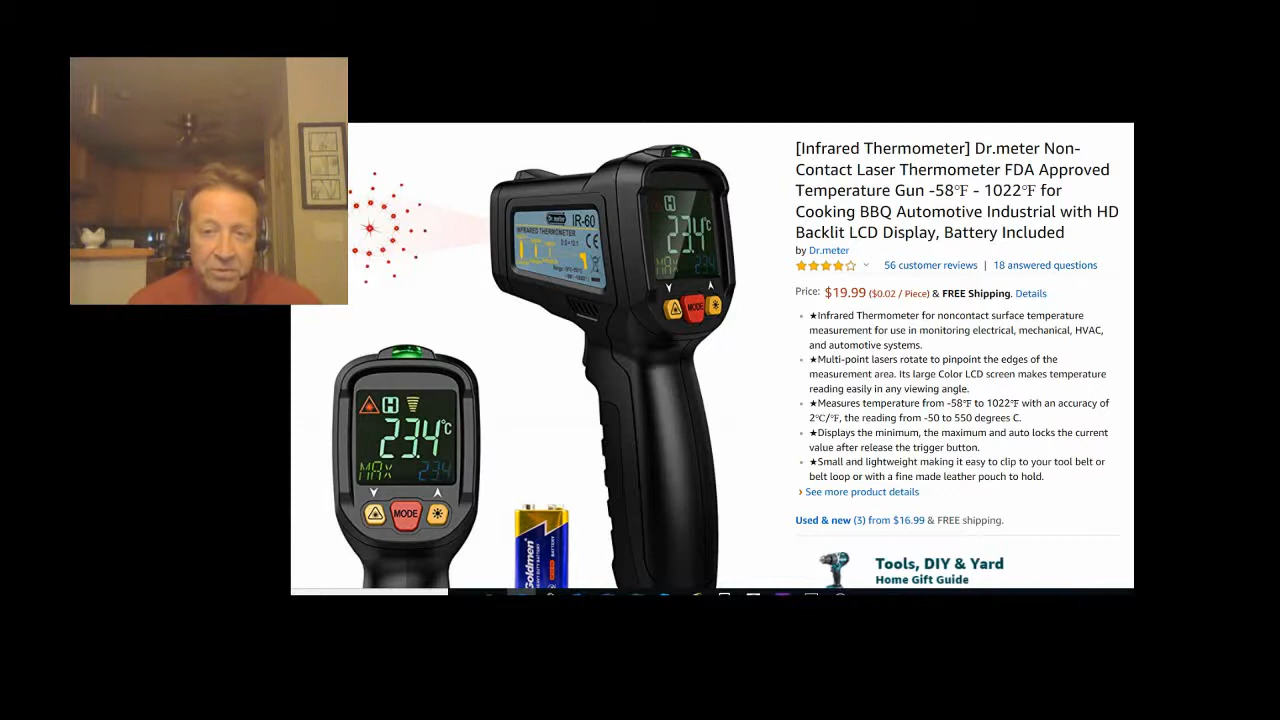 [Infrared Thermometer] Dr.meter Non-
Contact Laser Thermometer FDA Approved
Temperature Gun -58℉ - 1022℉ for
Cooking BBQ Automotive Industrial with HD
Backlit LCD Display, Battery Included
by Dr.meter
56 customer reviews | 18 answered questions
Price: $19.99 ($0.02 / Piece) & FREE Shipping. Details
★Infrared Thermometer for noncontact surface temperature
measurement for use in monitoring electrical, mechanical, HVAC,
and automotive systems.
★Multi-point lasers rotate to pinpoint the edges of the
measurement area. Its large Color LCD screen makes temperature
reading easily in any viewing angle.
★Measures temperature from -58℉ to 1022℉ with an accuracy of
2℃/℉, the reading from -50 to 550 degrees C.
★Displays the minimum, the maximum and auto locks the current
value after release the trigger button.
★Small and lightweight making it easy to clip to your tool belt or
belt loop or with a fine made leather pouch to hold.
› See more product details
Used & new (3) from $16.99 & FREE shipping.
Tools, DIY & Yard
Home Gift Guide
Dr.meter IR-60
INFRARED THERMOMETER
D:S = 12:1
CE
H
23.4°C
MAX 23.4
MODE
H
23.4°C
MAX 23.4
MODE
Goldmen
HEAVY DUTY BATTERY
BATTERY